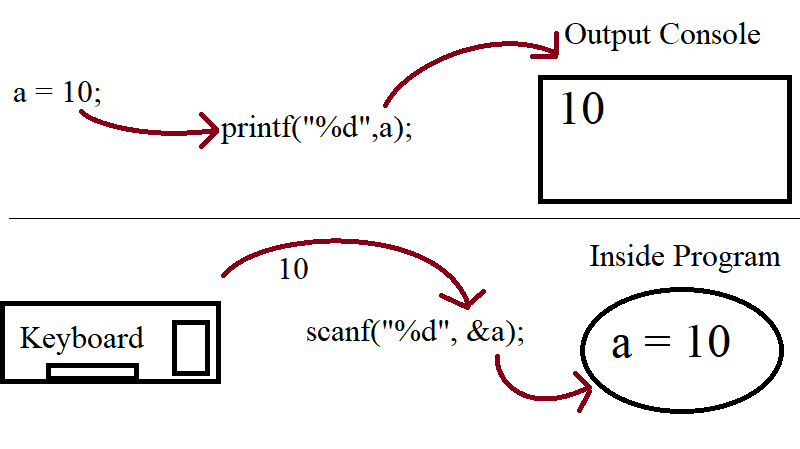 Output Console
a = 10;
10
printf("%d",a);
Inside Program
10
Keyboard
scanf("%d", &a);
a = 10